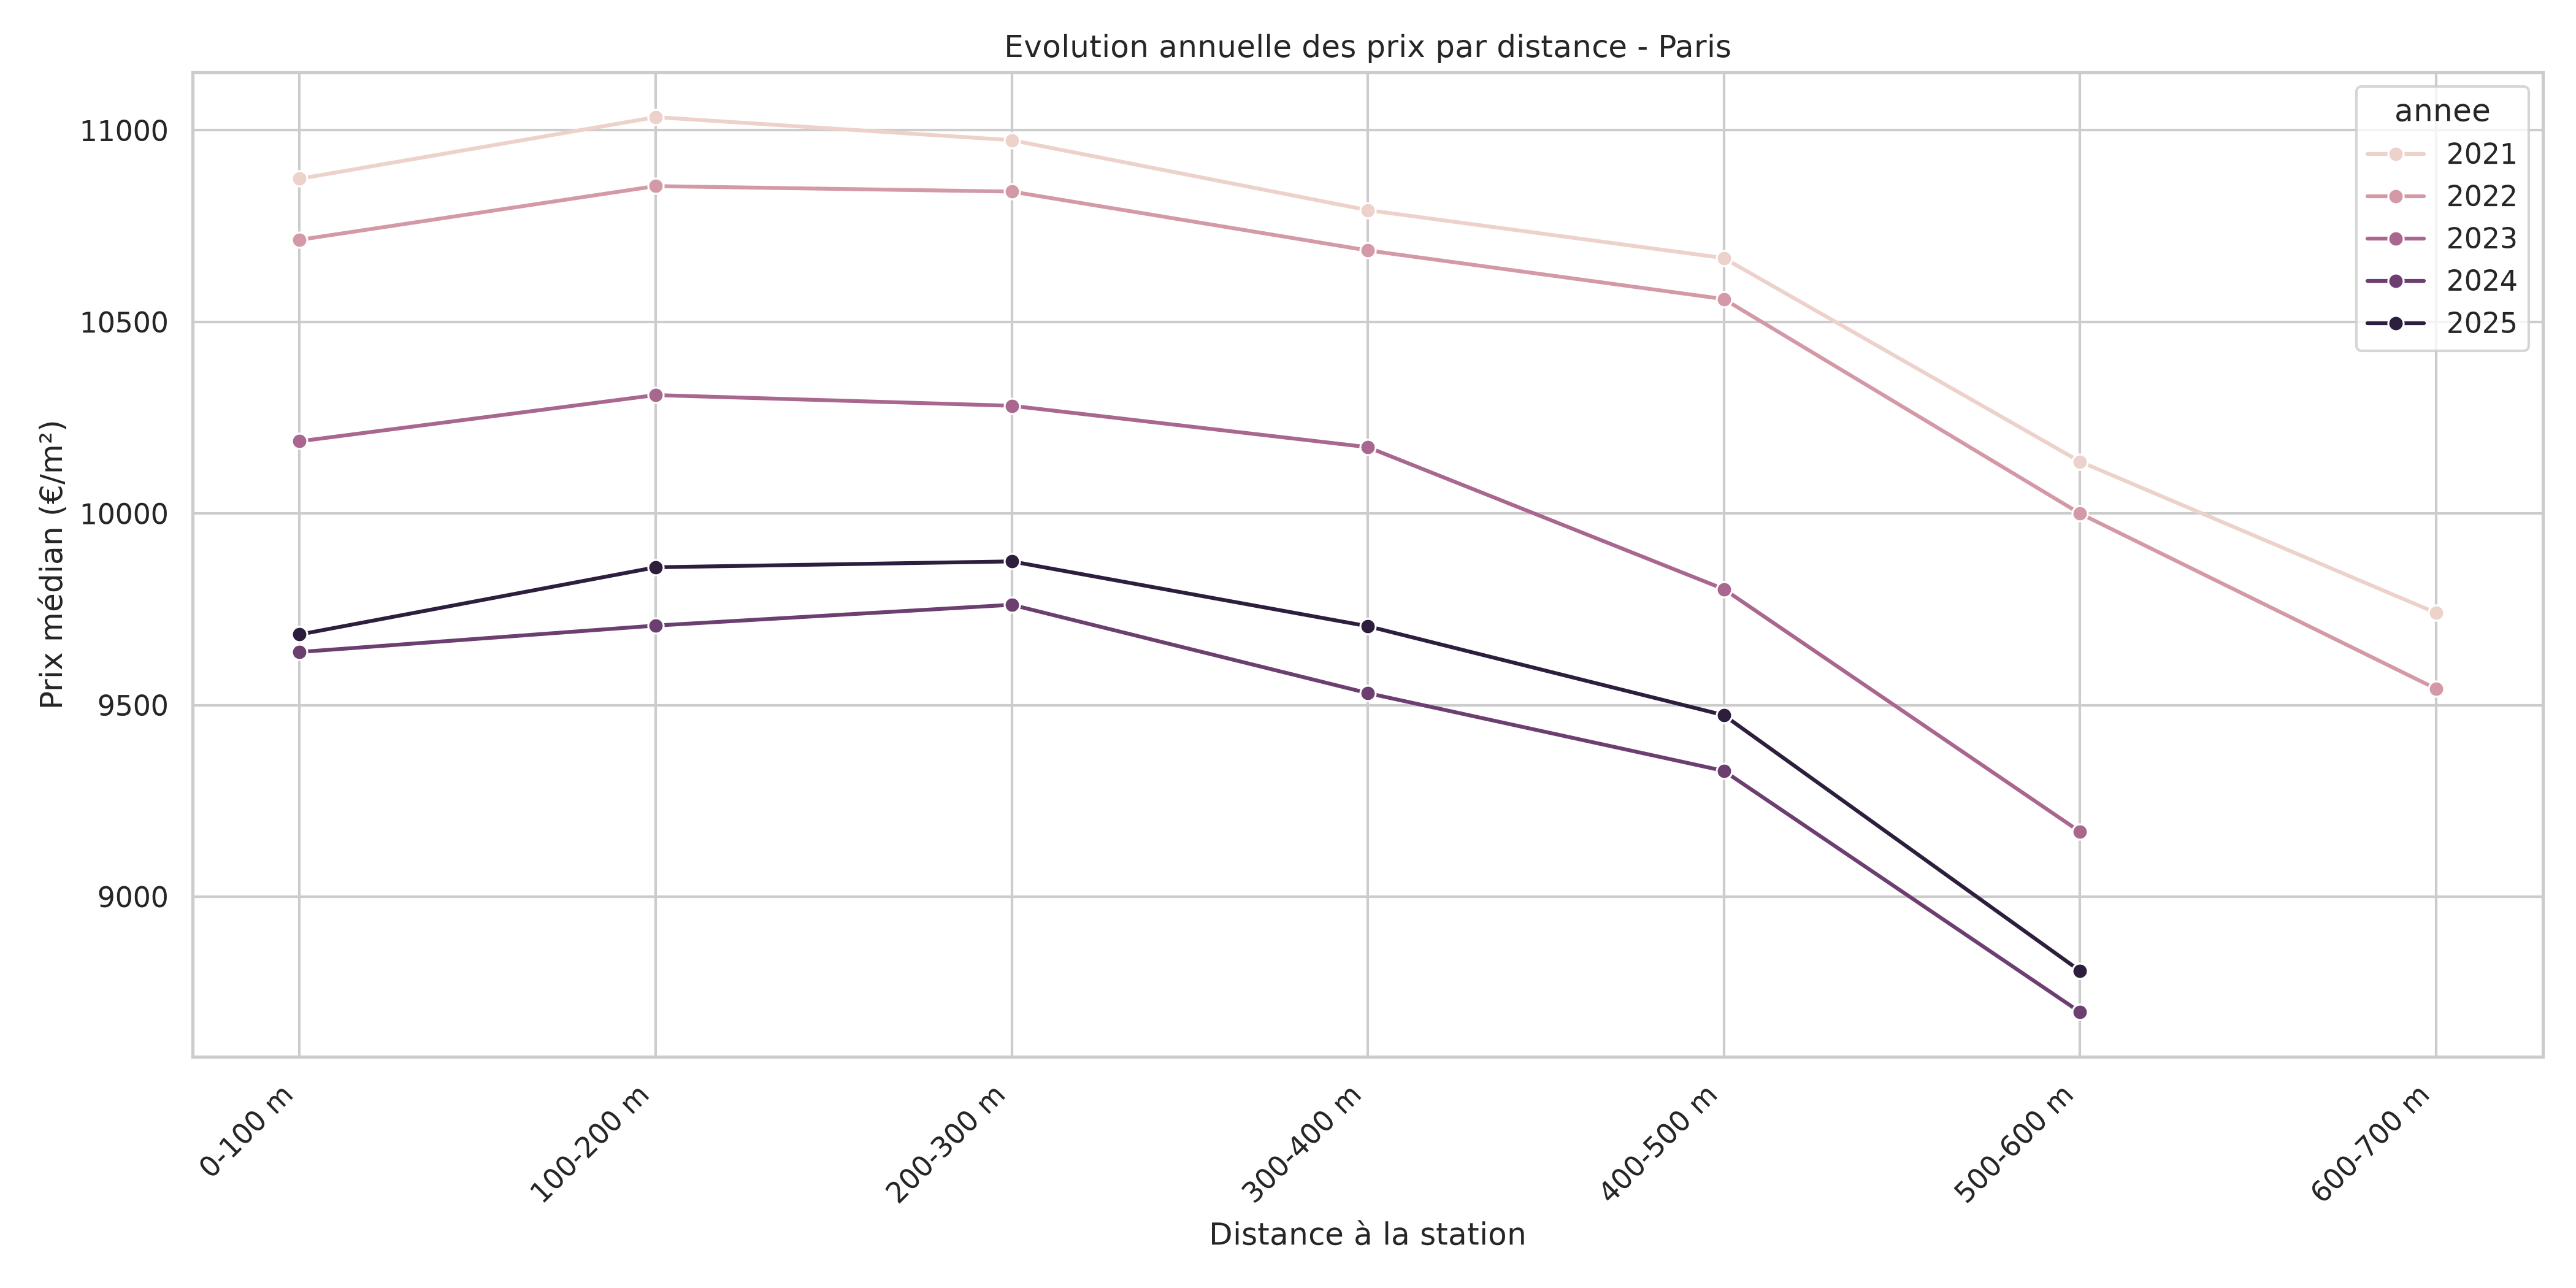 Evolution annuelle des prix par distance - Paris
annee
2021
2022
2023
2024
2025
Prix médian (€/m²)
11000
10500
10000
9500
9000
0-100 m
100-200 m
200-300 m
300-400 m
400-500 m
500-600 m
600-700 m
Distance à la station